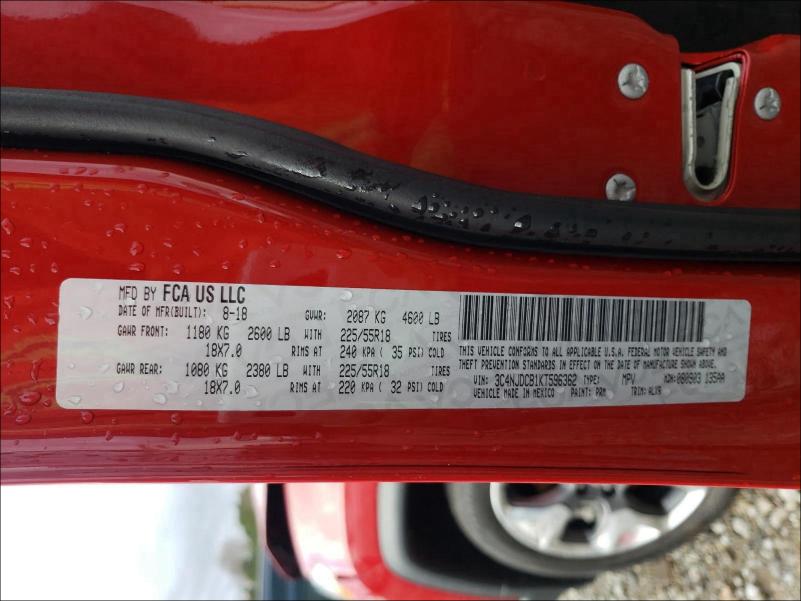 MFD BY FCA US LLC
DATE OF MFR(BUILT): 8-18 GVWR: 2087 KG 4600 LB
GAWR FRONT: 1180 KG 2600 LB WITH 225/55R18 TIRES
18X7.0 RIMS AT 240 KPA ( 35 PSI) COLD
GAWR REAR: 1080 KG 2380 LB WITH 225/55R18 TIRES
18X7.0 RIMS AT 220 KPA ( 32 PSI) COLD
THIS VEHICLE CONFORMS TO ALL APPLICABLE U.S.A. FEDERAL MOTOR VEHICLE SAFETY AND
THEFT PREVENTION STANDARDS IN EFFECT ON THE DATE OF MANUFACTURE SHOWN ABOVE.
VIN: 3C4NJDCB1KT596362 TYPE: MPV MDH: 080903 135AA
VEHICLE MADE IN MEXICO PAINT: PRM TRIM: ALX9